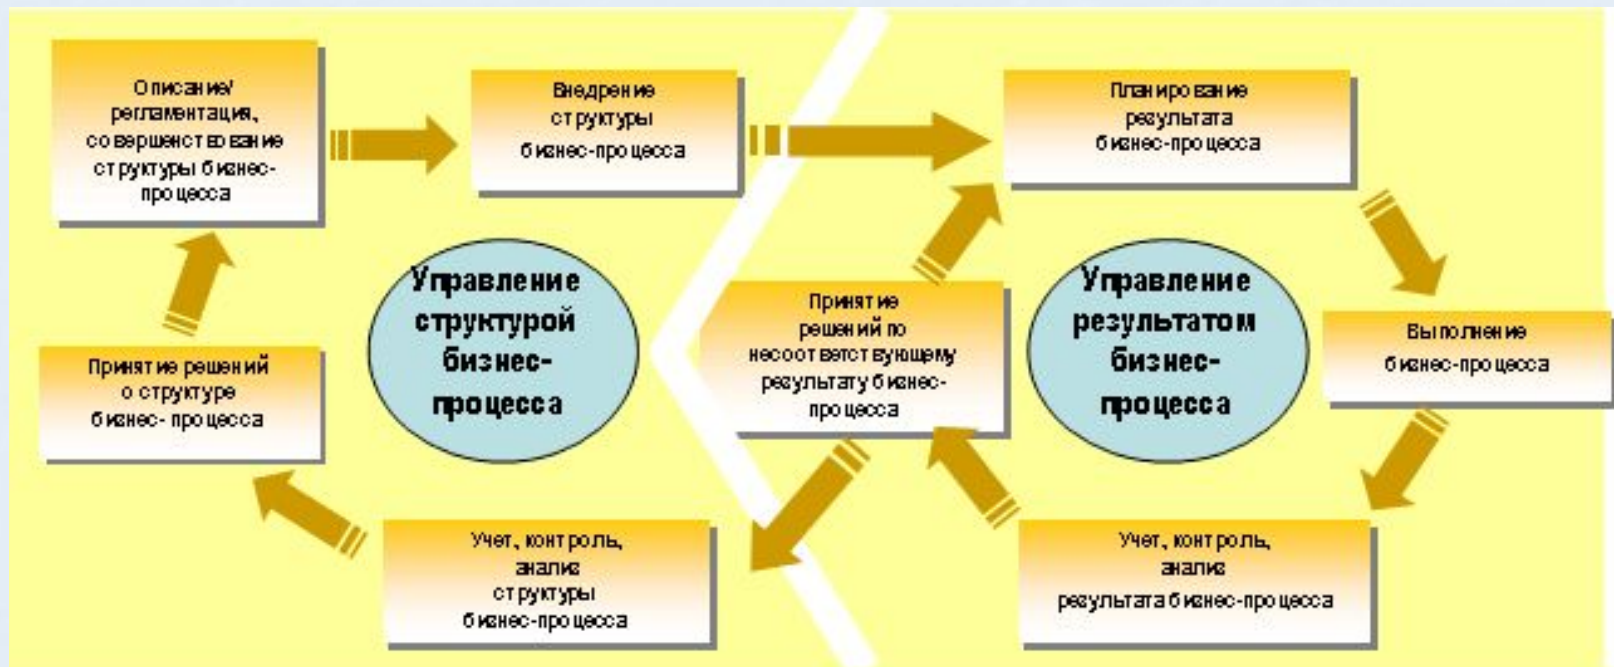 Описание/
регламентация,
совершенствование
структуры бизнес-
процесса
Внедрение
структуры
бизнес-процесса
Планирование
результата
бизнес-процесса
Управление
структурой
бизнес-
процесса
Принятие
решений по
несоответствующему
результату бизнес-
процесса
Управление
результатом
бизнес-
процесса
Выполнение
бизнес-процесса
Принятие решений
о структуре
бизнес- процесса
Учет, контроль,
анализ
структуры
бизнес-процесса
Учет, контроль,
анализ
результата бизнес-процесса